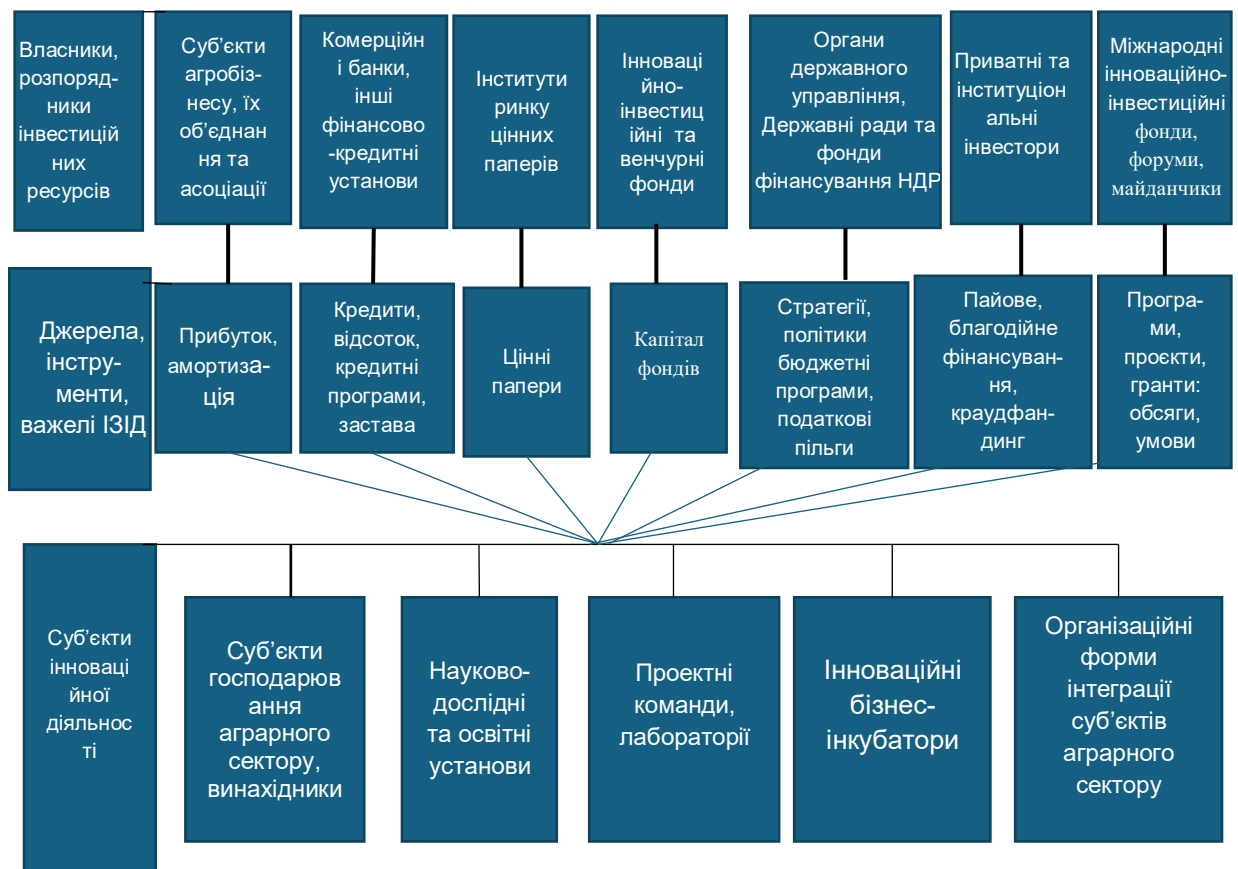 Власники,
розпоряд-
ники
інвестицій
них
ресурсів
Суб’єкти
агробіз-
несу, їх
об’єднан
ня та
асоціації
Комерційн
і банки,
інші
фінансово
-кредитні
установи
Інститути
ринку
цінних
паперів
Інноваці
йно-
інвестиц
ійні та
венчурні
фонди
Органи
державного
управління,
Державні ради та
фонди
фінансування НДР
Приватні та
інституціон
альні
інвестори
Міжнародні
інноваційно-
інвестиційні
фонди,
форуми,
майданчики
Джерела,
інстру-
менти,
важелі ІЗІД
Прибуток,
амортиза-
ція
Кредити,
відсоток,
кредитні
програми,
застава
Цінні
папери
Капітал
фондів
Стратегії,
політики
бюджетні
програми,
податкові
пільги
Пайове,
благодійне
фінансуван-
ня,
краудфан-
динг
Програ-
ми,
проєкти,
гранти:
обсяги,
умови
Суб’єкти
інноваці
йної
діяльнос
ті
Суб’єкти
господарюв
ання
аграрного
сектору,
винахідники
Науково-
дослідні
та освітні
установи
Проектні
команди,
лабораторії
Інноваційні
бізнес-
інкубатори
Організаційні
форми
інтеграції
суб’єктів
аграрного
сектору